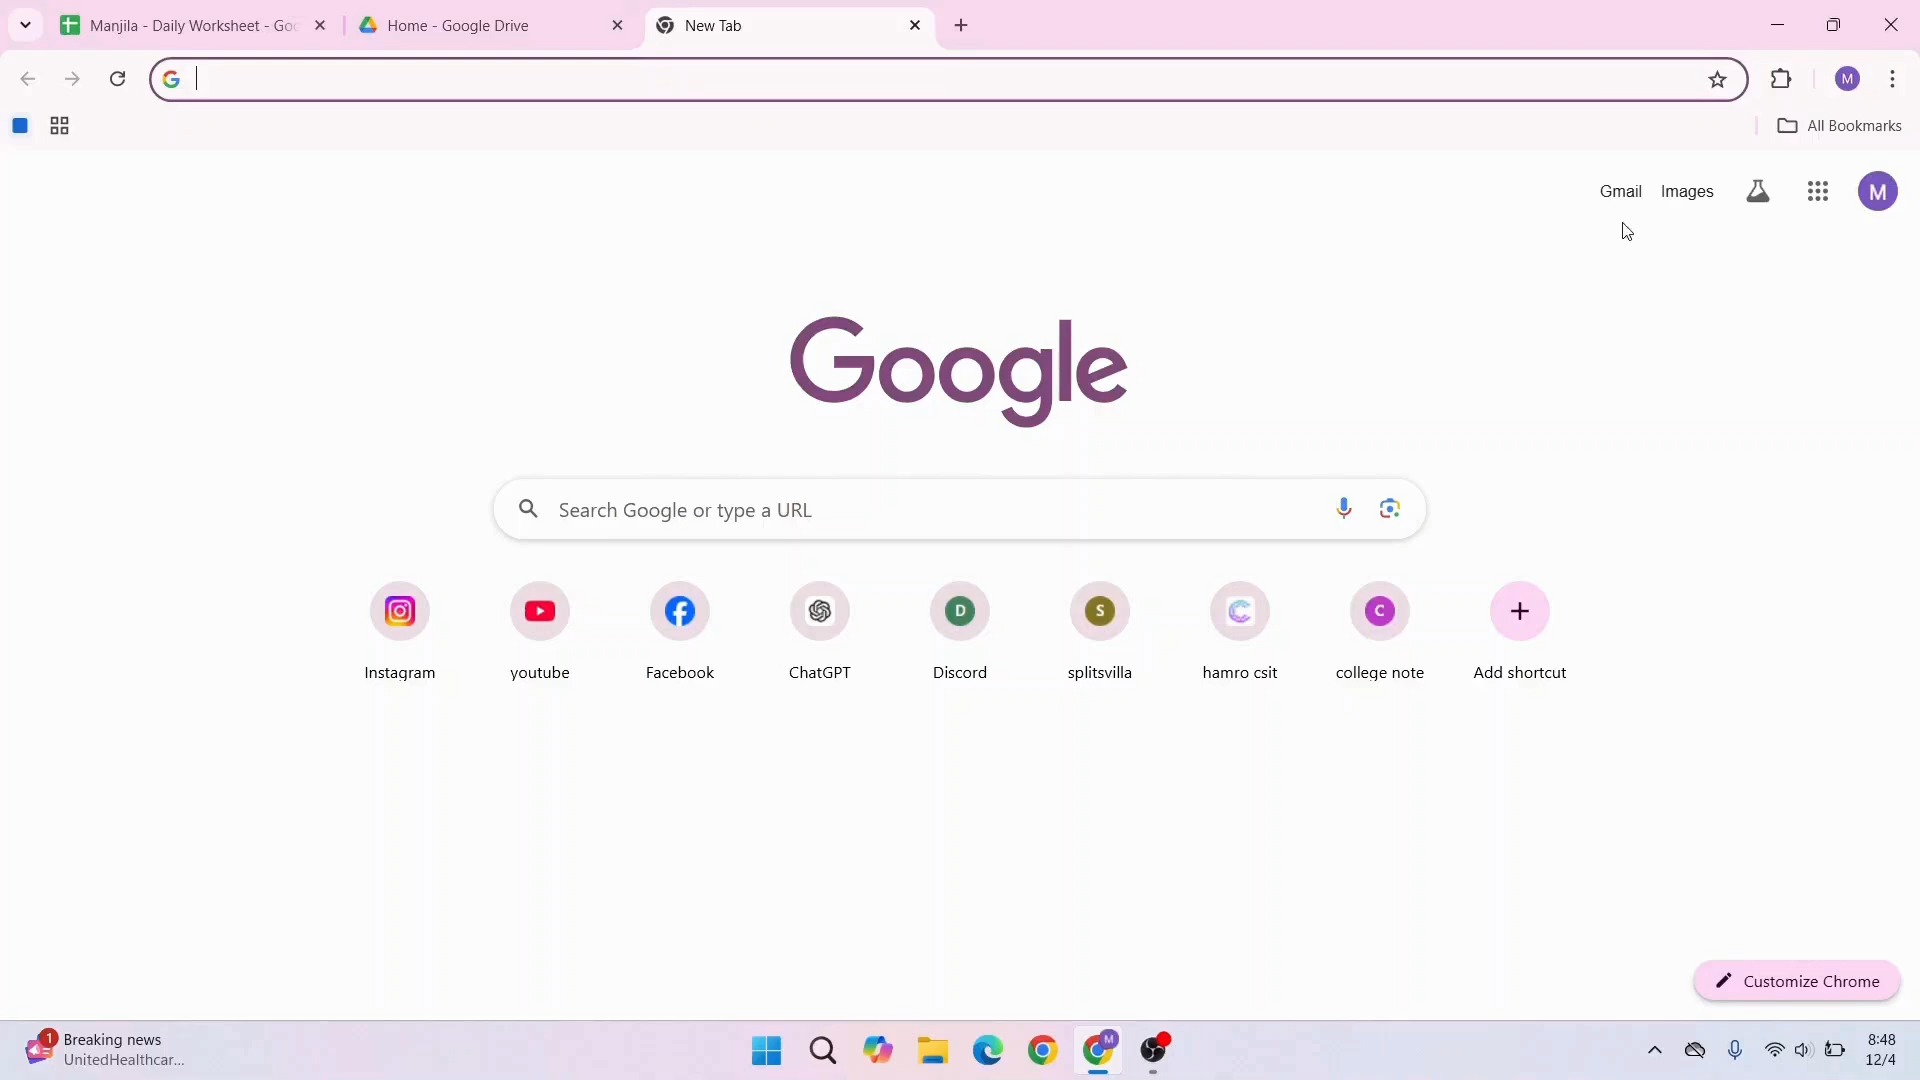 Manjila - Daily Worksheet - Goo
Home - Google Drive
New Tab
M
All Bookmarks
Gmail
Images
M
Google
Search Google or type a URL
D
S
C
Instagram
youtube
Facebook
ChatGPT
Discord
splitsvilla
hamro csit
college note
Add shortcut
Customize Chrome
1
Breaking news
UnitedHealthcar...
M
8:48
12/4